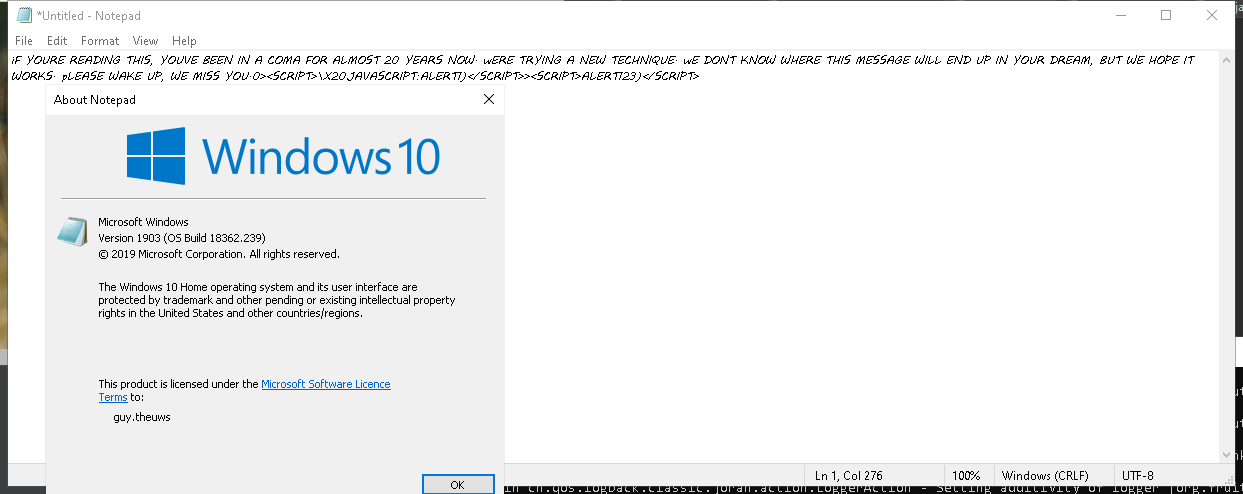 *Untitled - Notepad
File Edit Format View Help
iF YOURE READING THIS, YOUVE BEEN IN A COMA FOR ALMOST 20 YEARS NOW. wERE TRYING A NEW TECHNIQUE. wE DONT KNOW WHERE THIS MESSAGE WILL END UP IN YOUR DREAM, BUT WE HOPE IT
WORKS. pLEASE WAKE UP, WE MISS YOU.0><SCRIPT>\X20JAVASCRIPT:ALERT1)</SCRIPT>><SCRIPT>ALERT123)</SCRIPT>
About Notepad
Windows 10
Microsoft Windows
Version 1903 (OS Build 18362.239)
© 2019 Microsoft Corporation. All rights reserved.
The Windows 10 Home operating system and its user interface are
protected by trademark and other pending or existing intellectual property
rights in the United States and other countries/regions.
This product is licensed under the Microsoft Software Licence
Terms to:
guy.theuws
OK
Ln 1, Col 276 100% Windows (CRLF) UTF-8
in ch.qos.logback.classic.joran.action.LoggerAction - Setting additivity of logger